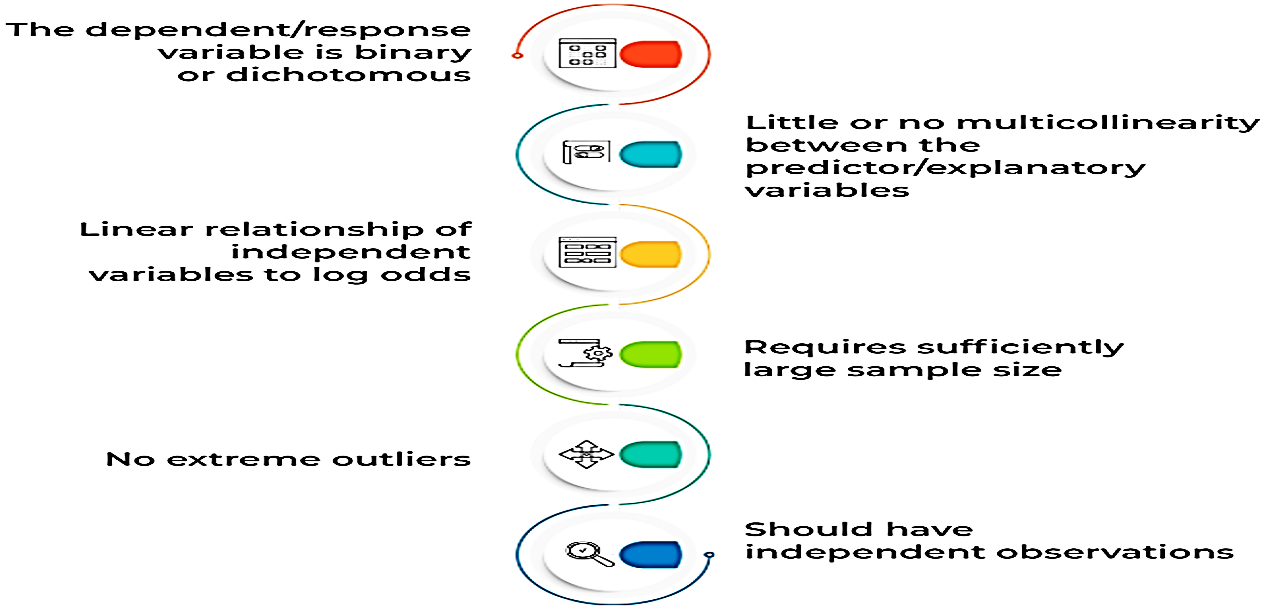 The dependent/response
variable is binary
or dichotomous
Little or no multicollinearity
between the
predictor/explanatory
variables
Linear relationship of
independent
variables to log odds
Requires sufficiently
large sample size
No extreme outliers
Should have
independent observations